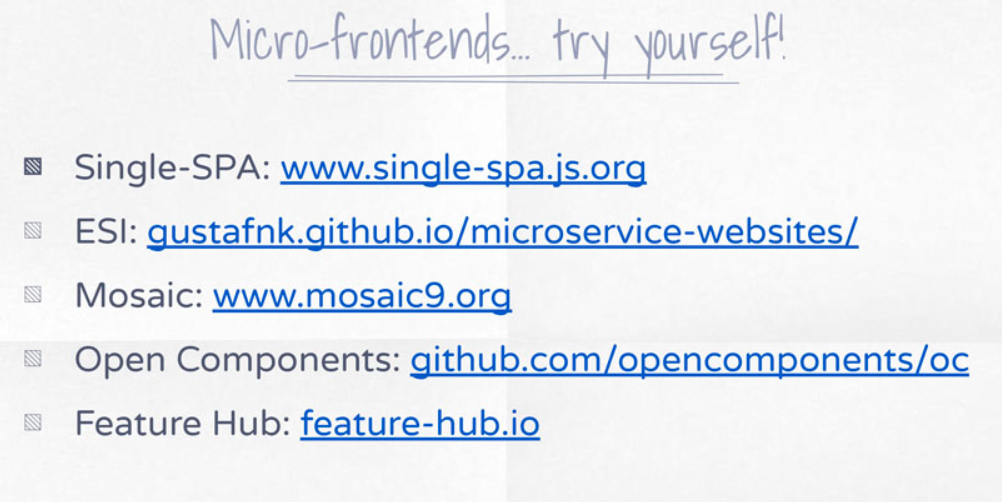 Micro-frontends... try yourself!
Single-SPA: www.single-spa.js.org
ESI: gustafnk.github.io/microservice-websites/
Mosaic: www.mosaic9.org
Open Components: github.com/opencomponents/oc
Feature Hub: feature-hub.io